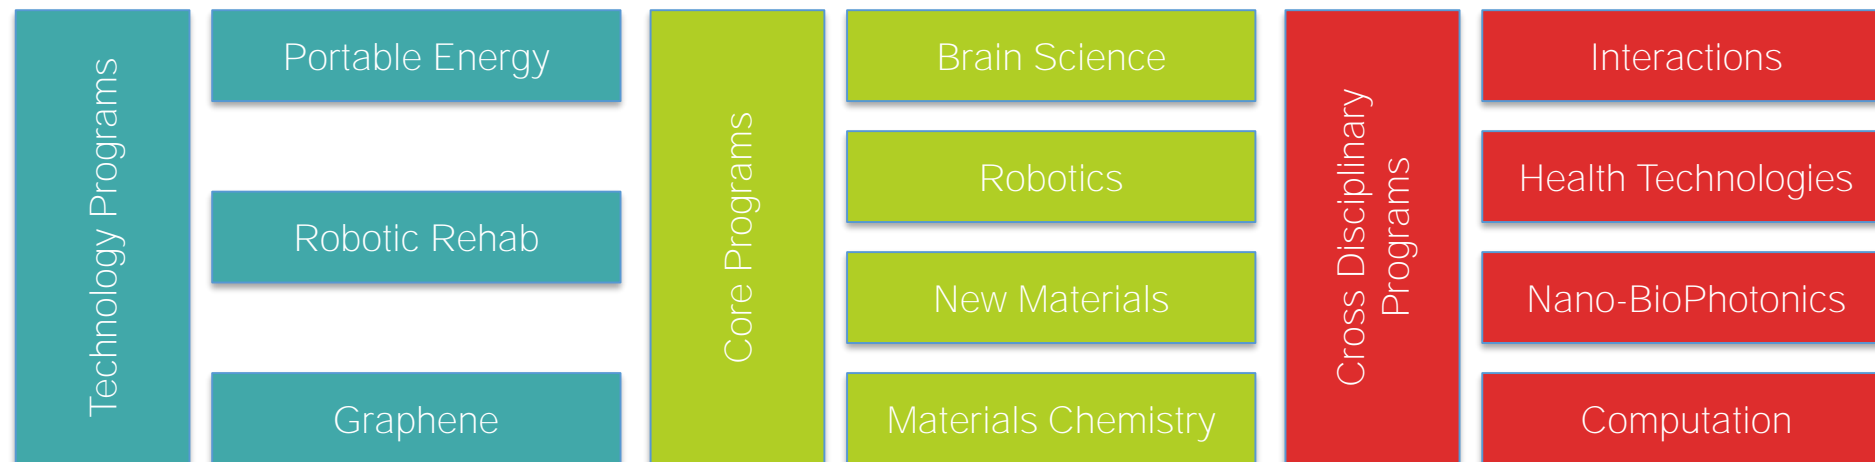 Technology Programs
Portable Energy
Robotic Rehab
Graphene
Core Programs
Brain Science
Robotics
New Materials
Materials Chemistry
Cross Disciplinary
Programs
Interactions
Health Technologies
Nano-BioPhotonics
Computation